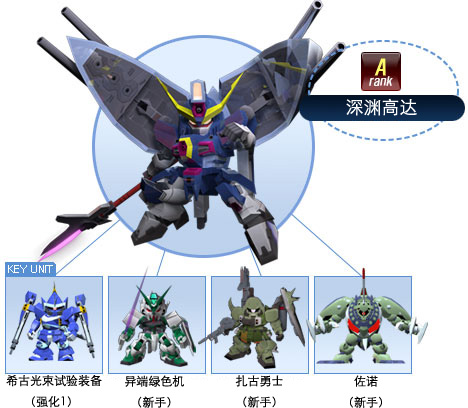 A
rank
深渊高达
KEY UNIT
希古光束试验装备
（强化1）
异端绿色机
（新手）
扎古勇士
（新手）
佐诺
（新手）